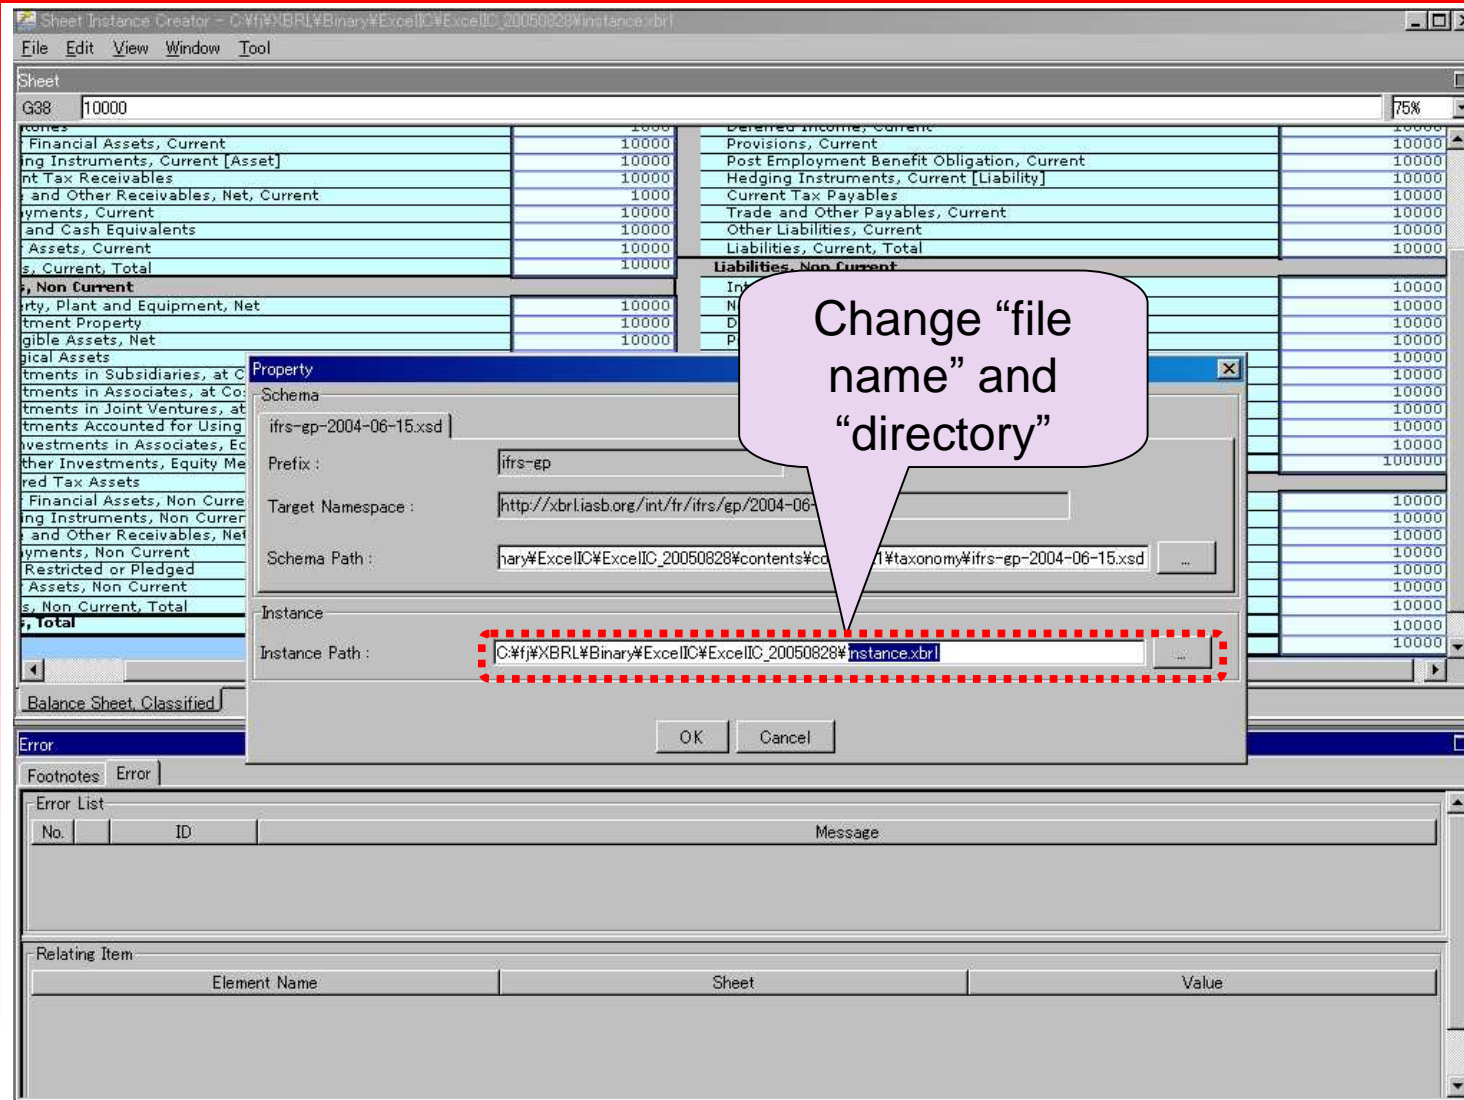 Sheet Instance Creator - C:¥fj¥XBRL¥Binary¥ExcelIC¥ExcelIC_20050828¥instance.xbrl
File Edit View Window Tool
Sheet
G38 10000 75%
Financial Assets, Current 10000 Provisions, Current 10000
ing Instruments, Current [Asset] 10000 Post Employment Benefit Obligation, Current 10000
nt Tax Receivables 10000 Hedging Instruments, Current [Liability] 10000
and Other Receivables, Net, Current 1000 Current Tax Payables 10000
yments, Current 10000 Trade and Other Payables, Current 10000
and Cash Equivalents 10000 Other Liabilities, Current 10000
Assets, Current 10000 Liabilities, Current, Total 10000
s, Current, Total 10000 Liabilities, Non Current
, Non Current Int 10000
rty, Plant and Equipment, Net 10000 N 10000
tment Property 10000 D 10000
gible Assets, Net 10000 P 10000
gical Assets 10000
tments in Subsidiaries, at C 10000
tments in Associates, at Co 10000
tments in Joint Ventures, at 10000
tments Accounted for Using 10000
nvestments in Associates, Ec 10000
ther Investments, Equity Me 100000
red Tax Assets
Financial Assets, Non Curre 10000
ing Instruments, Non Curren 10000
and Other Receivables, Net 10000
yments, Non Current 10000
Restricted or Pledged 10000
Assets, Non Current 10000
s, Non Current, Total 10000
, Total 10000
10000
Change “file
name” and
“directory”
Property
Schema
ifrs-gp-2004-06-15.xsd
Prefix : ifrs-gp
Target Namespace : http://xbrl.iasb.org/int/fr/ifrs/gp/2004-06-
Schema Path : nary¥ExcelIC¥ExcelIC_20050828¥contents¥co 1¥taxonomy¥ifrs-gp-2004-06-15.xsd ...
Instance
Instance Path : C:¥fj¥XBRL¥Binary¥ExcelIC¥ExcelIC_20050828¥instance.xbrl ...
OK Cancel
Balance Sheet, Classified
Error
Footnotes Error
Error List
No. ID Message
Relating Item
Element Name Sheet Value